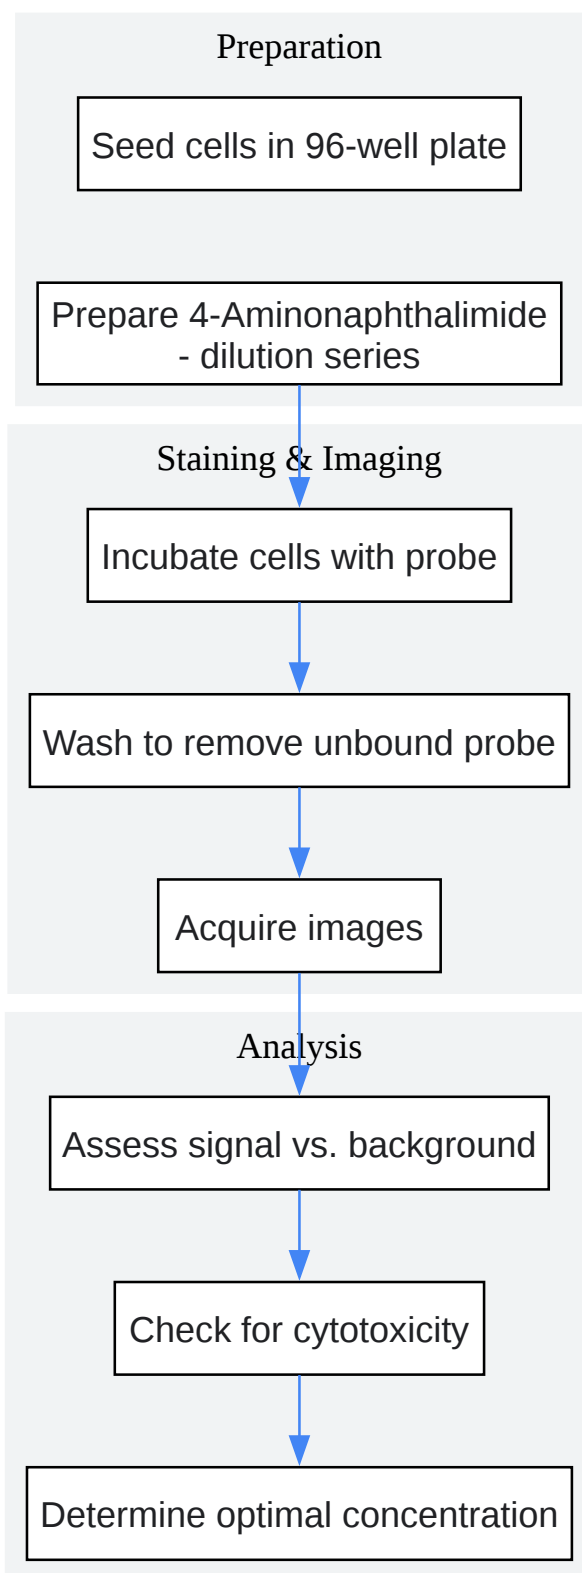 Preparation
Seed cells in 96-well plate
Prepare 4-Aminonaphthalimide
- dilution series
Staining & Imaging
Incubate cells with probe
Wash to remove unbound probe
Acquire images
Analysis
Assess signal vs. background
Check for cytotoxicity
Determine optimal concentration